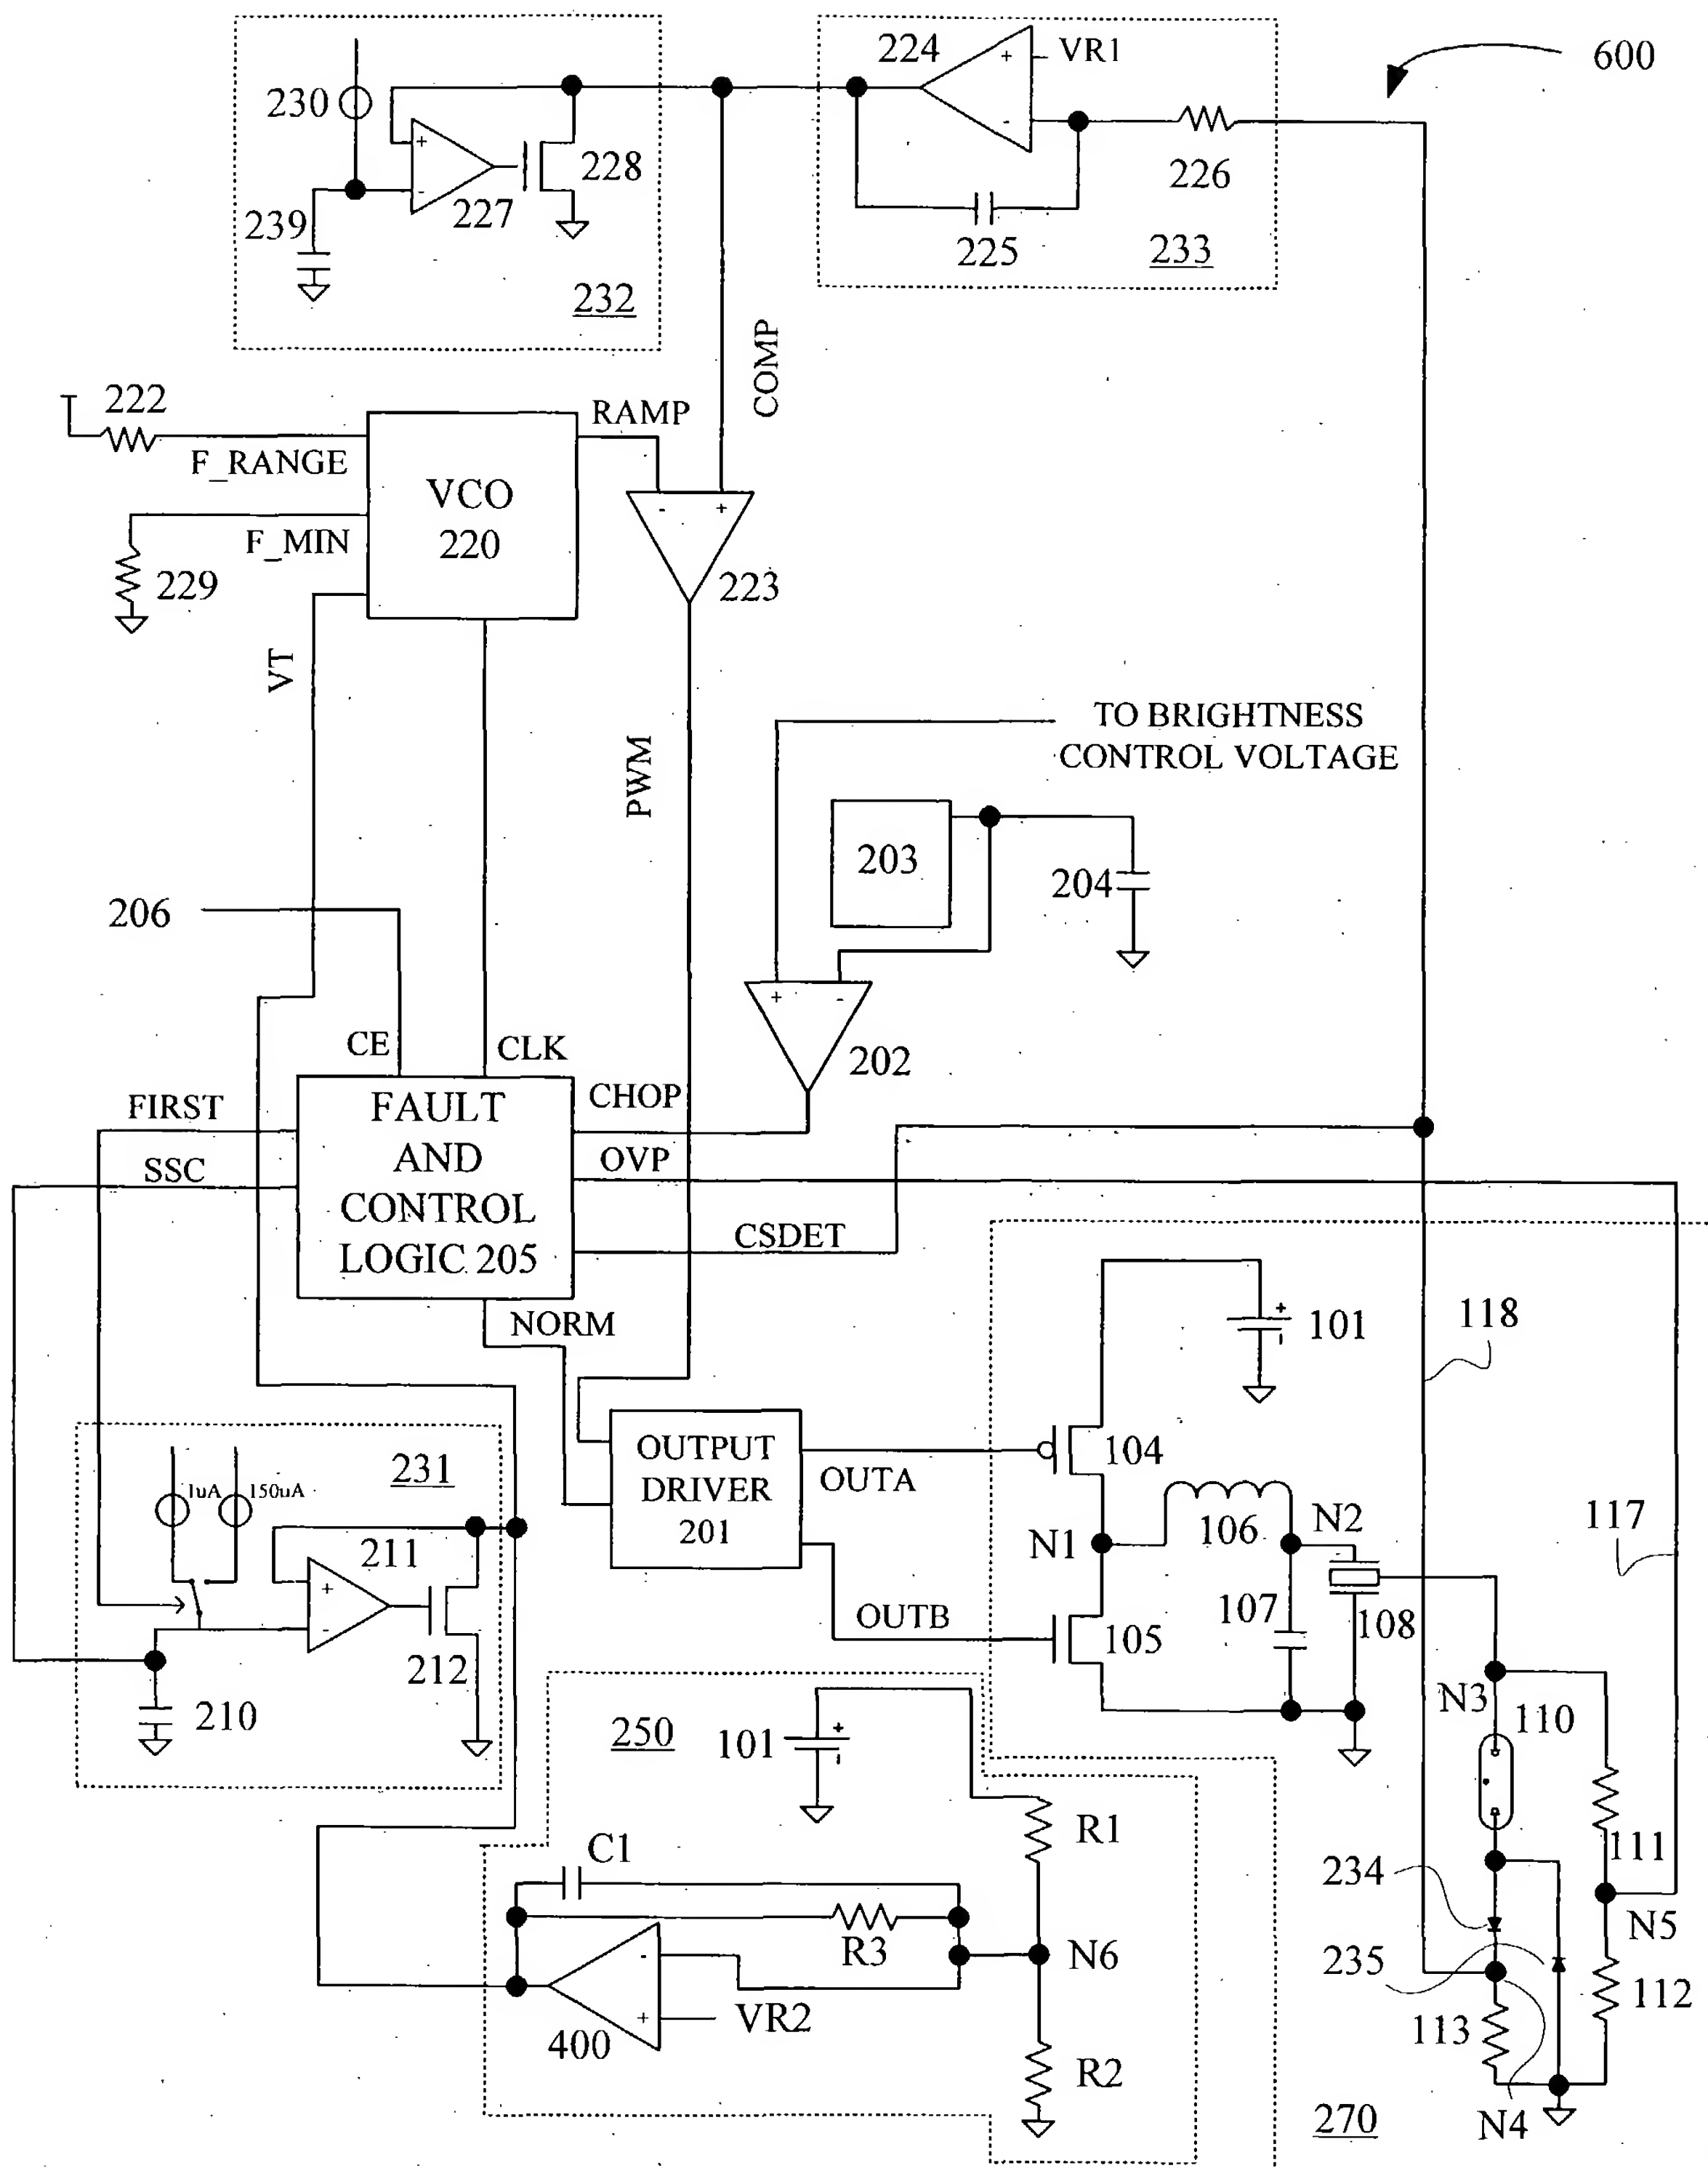 600
224
+
VR1
-
226
225
233
230
+
-
228
227
239
232
COMP
222
F_RANGE
RAMP
VCO
220
F_MIN
229
-
+
223
VT
TO BRIGHTNESS
CONTROL VOLTAGE
PWM
203
204
206
+
-
202
CE
CLK
FIRST
SSC
FAULT
AND
CONTROL
LOGIC 205
CHOP
OVP
CSDET
NORM
118
+
-
101
231
1uA
150uA
211
+
-
212
210
OUTPUT
DRIVER
201
OUTA
OUTB
104
N1
106
N2
105
107
108
117
N3
110
111
250
101
+
-
R1
C1
R3
N6
-
+
VR2
400
R2
234
235
N5
113
112
N4
270